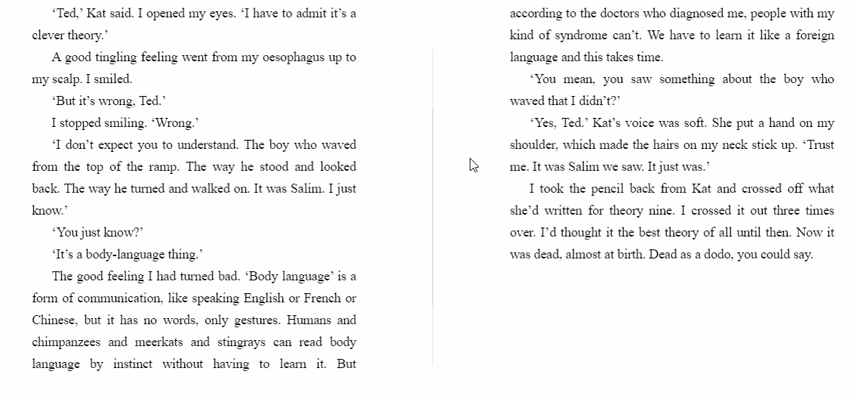 ‘Ted,’ Kat said. I opened my eyes. ‘I have to admit it’s a
clever theory.’
A good tingling feeling went from my oesophagus up to
my scalp. I smiled.
‘But it’s wrong, Ted.’
I stopped smiling. ‘Wrong.’
‘I don’t expect you to understand. The boy who waved
from the top of the ramp. The way he stood and looked
back. The way he turned and walked on. It was Salim. I just
know.’
‘You just know?’
‘It’s a body-language thing.’
The good feeling I had turned bad. ‘Body language’ is a
form of communication, like speaking English or French or
Chinese, but it has no words, only gestures. Humans and
chimpanzees and meerkats and stingrays can read body
language by instinct without having to learn it. But
according to the doctors who diagnosed me, people with my
kind of syndrome can’t. We have to learn it like a foreign
language and this takes time.
‘You mean, you saw something about the boy who
waved that I didn’t?’
‘Yes, Ted.’ Kat’s voice was soft. She put a hand on my
shoulder, which made the hairs on my neck stick up. ‘Trust
me. It was Salim we saw. It just was.’
I took the pencil back from Kat and crossed off what
she’d written for theory nine. I crossed it out three times
over. I’d thought it the best theory of all until then. Now it
was dead, almost at birth. Dead as a dodo, you could say.